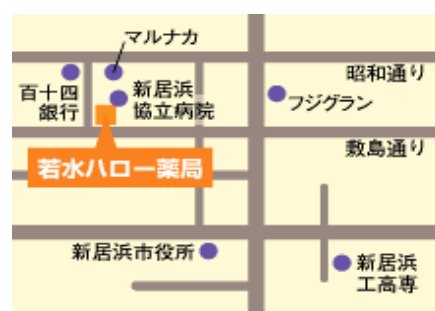 マルナカ
昭和通り
百十四
銀行
新居浜
協立病院
フジグラン
敷島通り
若水ハロー薬局
新居浜市役所
新居浜
工高専